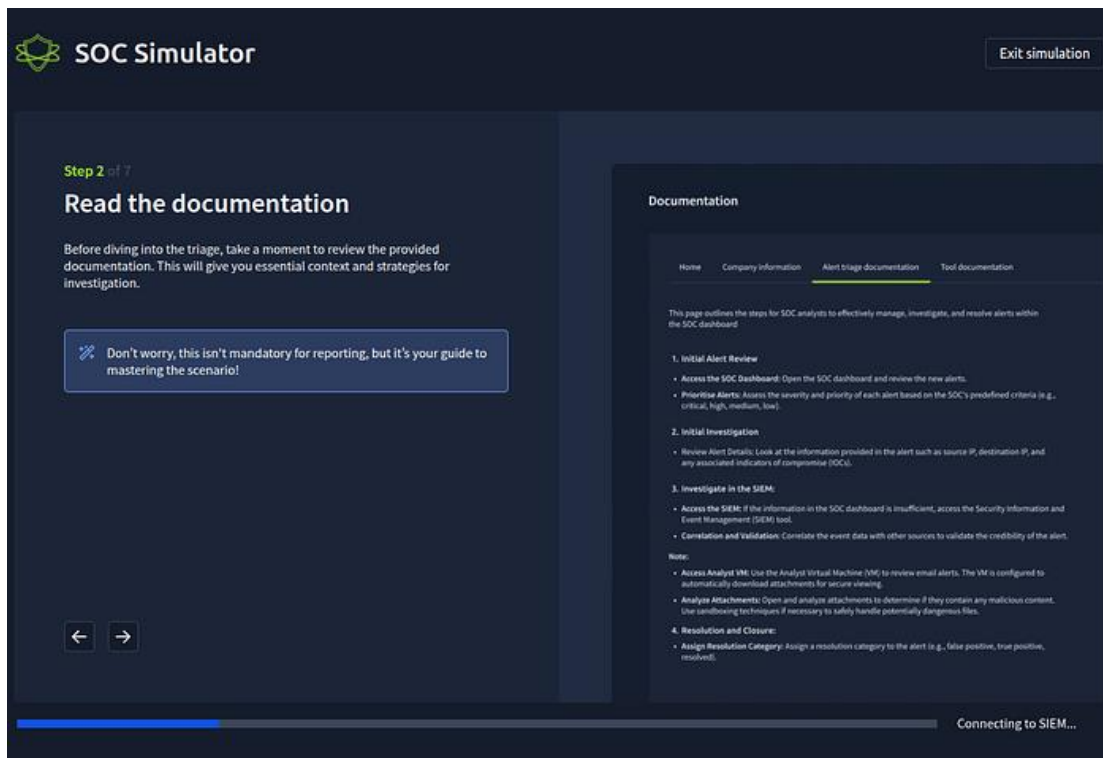 SOC Simulator
Exit simulation
Step 2 of 7
Read the documentation
Before diving into the triage, take a moment to review the provided
documentation. This will give you essential context and strategies for
investigation.
Don't worry, this isn't mandatory for reporting, but it's your guide to
mastering the scenario!
Documentation
Home Company information Alert triage documentation Tool documentation
This page outlines the steps for SOC analysts to effectively manage, investigate, and resolve alerts within
the SOC dashboard
1. Initial Alert Review
• Access the SOC Dashboard: Open the SOC dashboard and review the new alerts.
• Prioritise Alerts: Assess the severity and priority of each alert based on the SOC's predefined criteria (e.g.,
critical, high, medium, low).
2. Initial Investigation
• Review Alert Details: Look at the information provided in the alert such as source IP, destination IP, and
any associated indicators of compromise (IOCs).
3. Investigate in the SIEM:
• Access the SIEM: If the information in the SOC dashboard is insufficient, access the Security Information and
Event Management (SIEM) tool.
• Correlation and Validation: Correlate the event data with other sources to validate the credibility of the alert.
Note:
• Access Analyst VM: Use the Analyst Virtual Machine (VM) to review email alerts. The VM is configured to
automatically download attachments for secure viewing.
• Analyze Attachments: Open and analyze attachments to determine if they contain any malicious content.
Use sandboxing techniques if necessary to safely handle potentially dangerous files.
4. Resolution and Closure:
• Assign Resolution Category: Assign a resolution category to the alert (e.g., false positive, true positive,
resolved).
Connecting to SIEM...